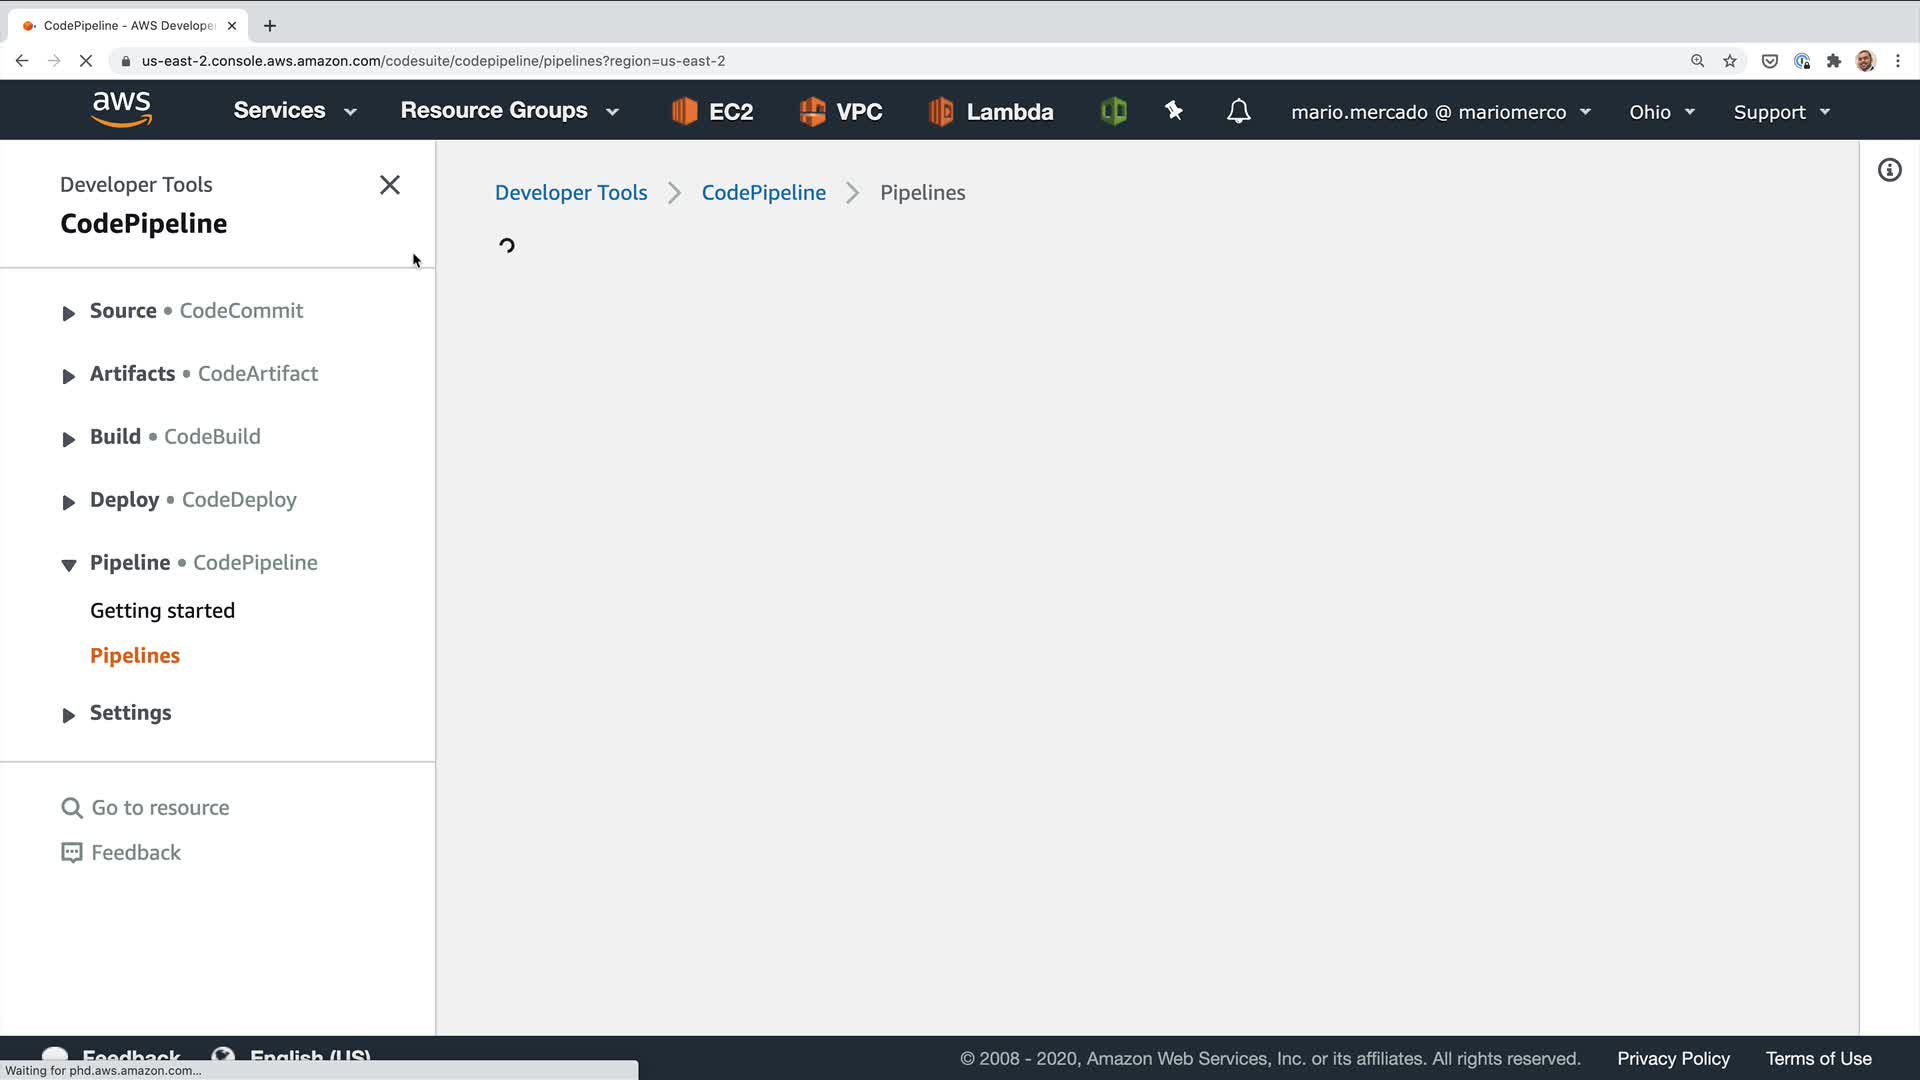 CodePipeline - AWS Develope
us-east-2.console.aws.amazon.com/codesuite/codepipeline/pipelines?region=us-east-2
aws
Services
Resource Groups
EC2
VPC
Lambda
mario.mercado @ mariomerco
Ohio
Support
Developer Tools
CodePipeline
Source • CodeCommit
Artifacts • CodeArtifact
Build • CodeBuild
Deploy • CodeDeploy
Pipeline • CodePipeline
Getting started
Pipelines
Settings
Go to resource
Feedback
Developer Tools
CodePipeline
Pipelines
Feedback
English (US)
© 2008 - 2020, Amazon Web Services, Inc. or its affiliates. All rights reserved.
Privacy Policy
Terms of Use
Waiting for phd.aws.amazon.com...